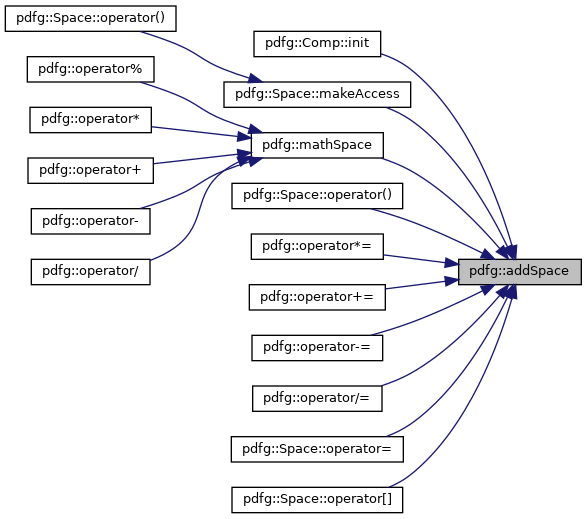 pdfg::Space::operator()
pdfg::Comp::init
pdfg::operator%
pdfg::Space::makeAccess
pdfg::operator*
pdfg::mathSpace
pdfg::operator+
pdfg::Space::operator()
pdfg::operator-
pdfg::operator*=
pdfg::operator/
pdfg::addSpace
pdfg::operator+=
pdfg::operator-=
pdfg::operator/=
pdfg::Space::operator=
pdfg::Space::operator[]